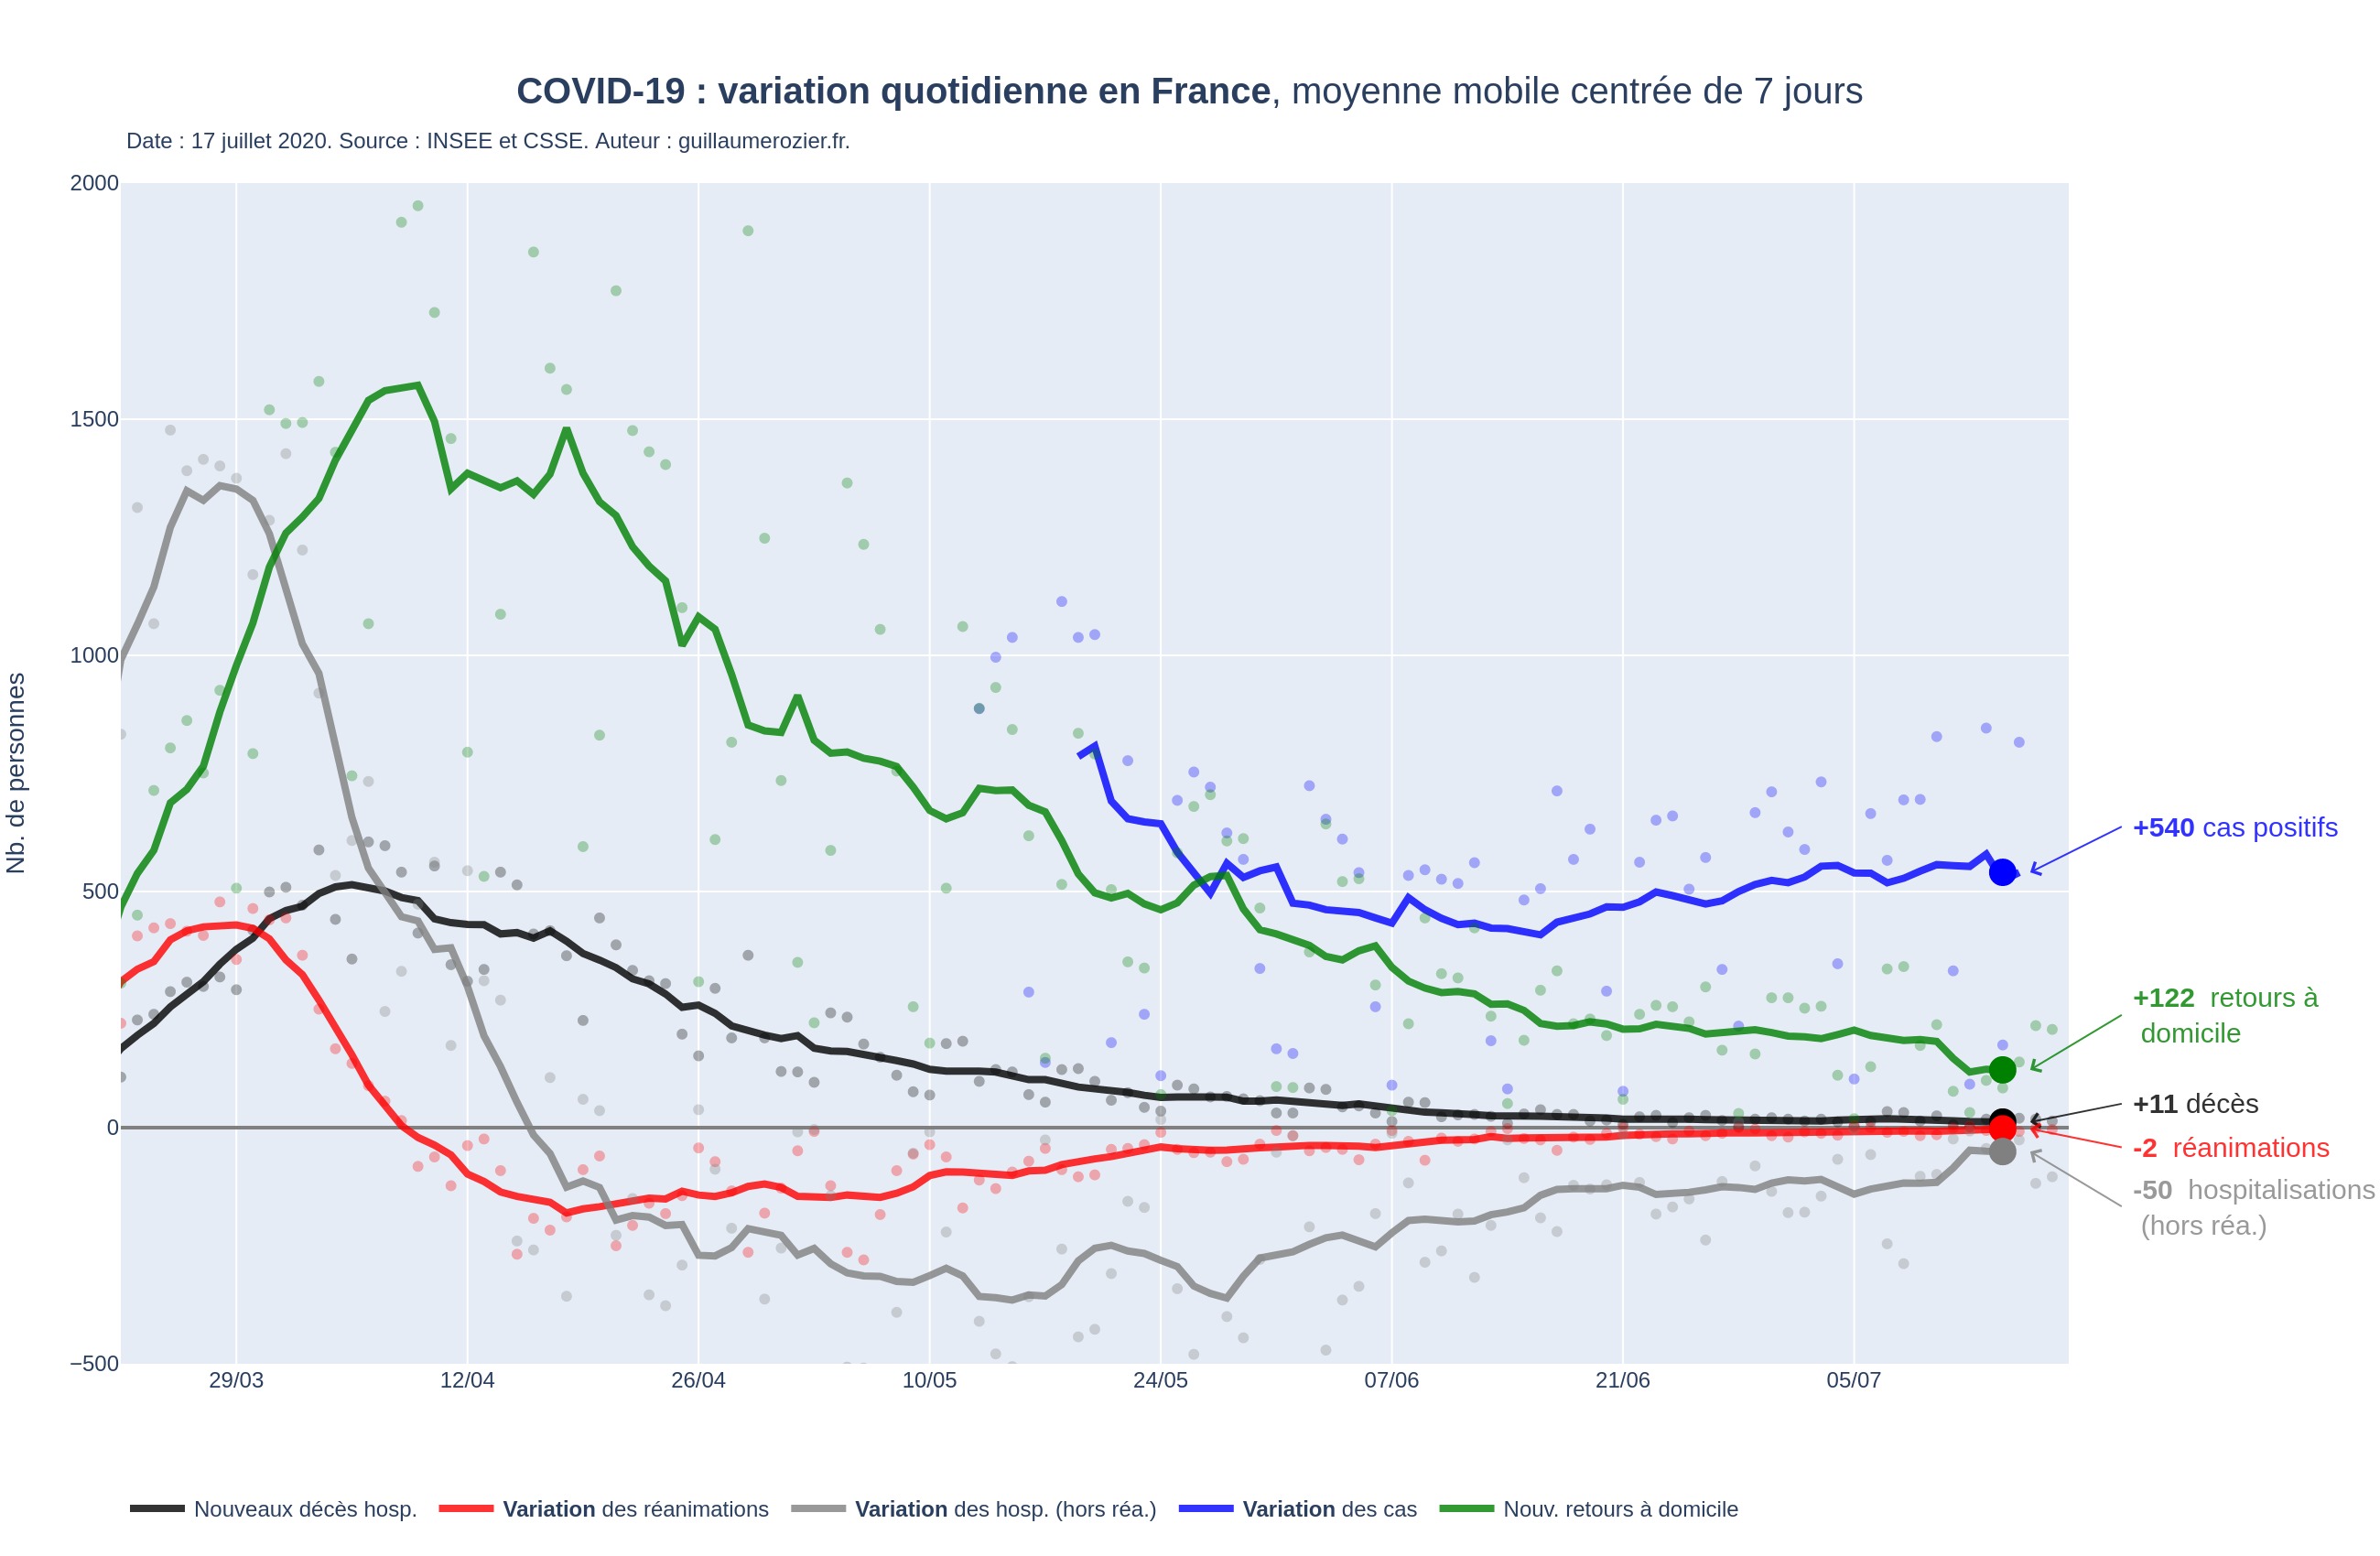 COVID-19 : variation quotidienne en France, moyenne mobile centrée de 7 jours
Date : 17 juillet 2020. Source : INSEE et CSSE. Auteur : guillaumerozier.fr.
Nb. de personnes
2000
1500
1000
500
0
−500
29/03
12/04
26/04
10/05
24/05
07/06
21/06
05/07
+540 cas positifs
+122 retours à
domicile
+11 décès
-2 réanimations
-50 hospitalisations
(hors réa.)
Nouveaux décès hosp.
Variation des réanimations
Variation des hosp. (hors réa.)
Variation des cas
Nouv. retours à domicile